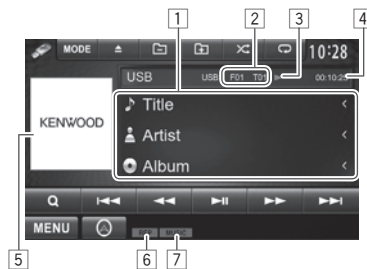 1 2 3 4
MODE 10:28
USB USB F01 T01 00:10:25
KENWOOD
Title
Artist
Album
MENU
5 6 7
MUSIC